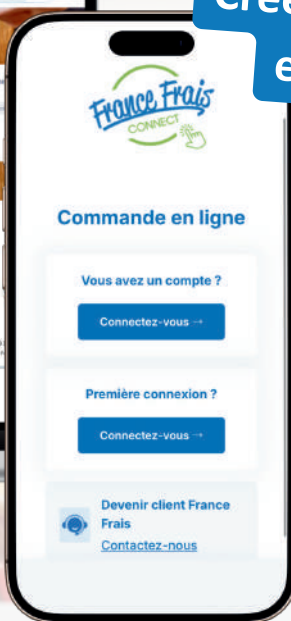 France Frais
CONNECT
Commande en ligne
Vous avez un compte ?
Connectez-vous →
Première connexion ?
Connectez-vous →
Devenir client France
Frais
Contactez-nous